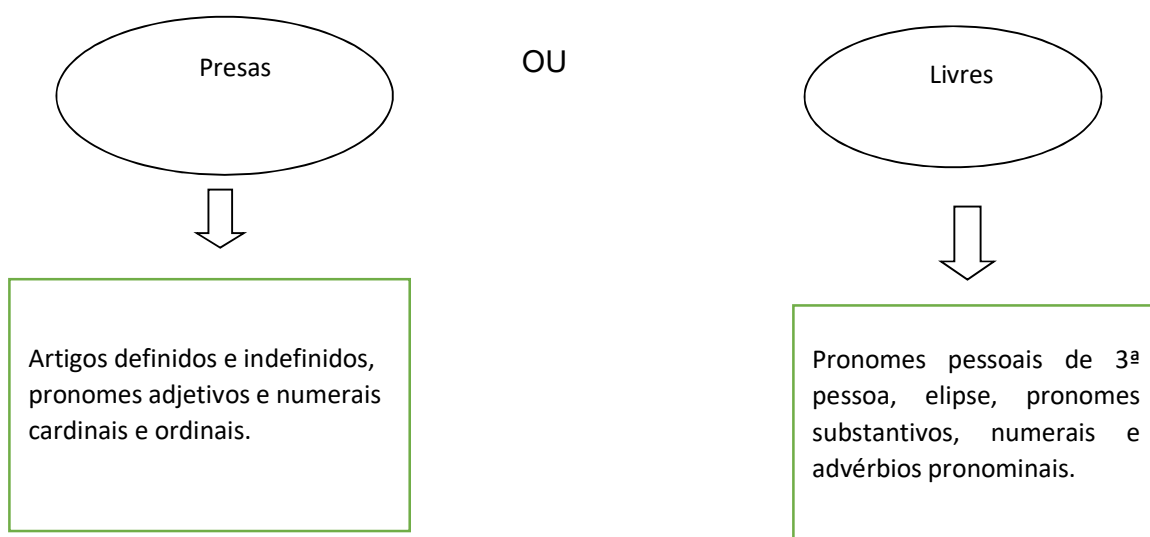 Presas
OU
Livres
Artigos definidos e indefinidos,
pronomes adjetivos e numerais
cardinais e ordinais.
Pronomes pessoais de 3ª
pessoa, elipse, pronomes
substantivos, numerais e
advérbios pronominais.